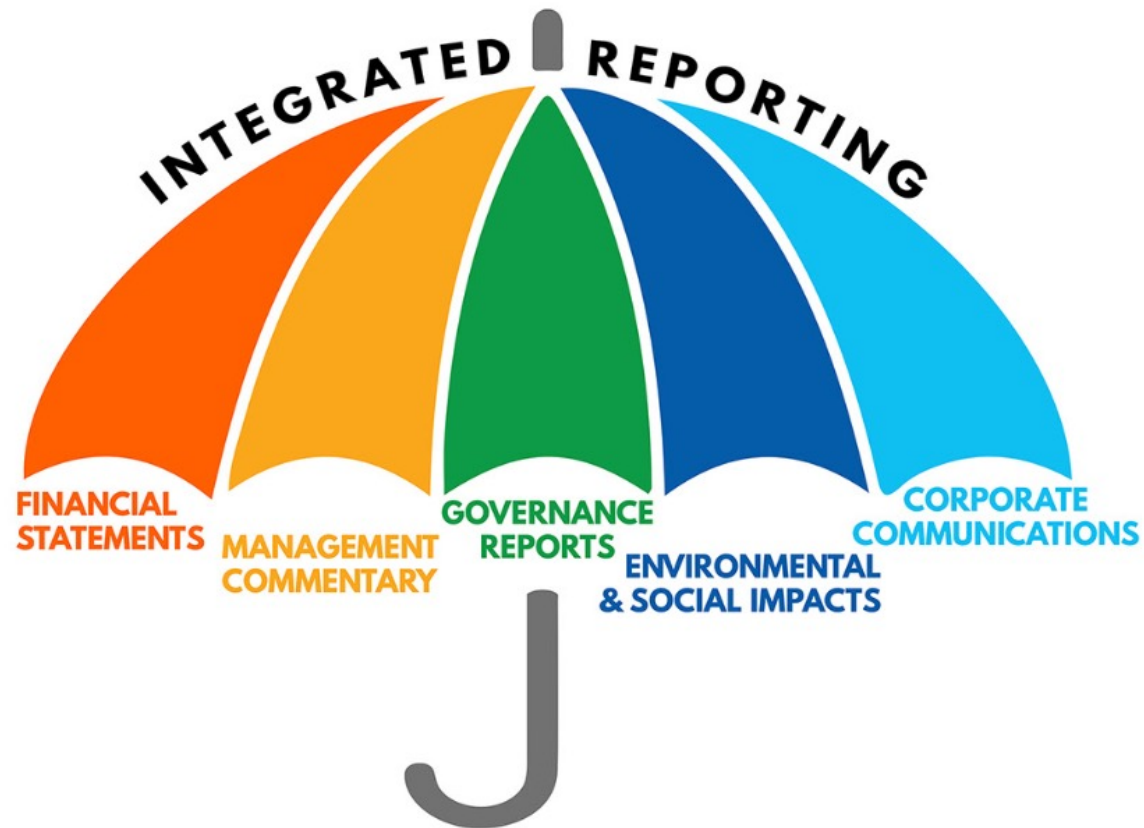 INTEGRATED REPORTING
FINANCIAL
STATEMENTS
MANAGEMENT
COMMENTARY
GOVERNANCE
REPORTS
ENVIRONMENTAL
& SOCIAL IMPACTS
CORPORATE
COMMUNICATIONS